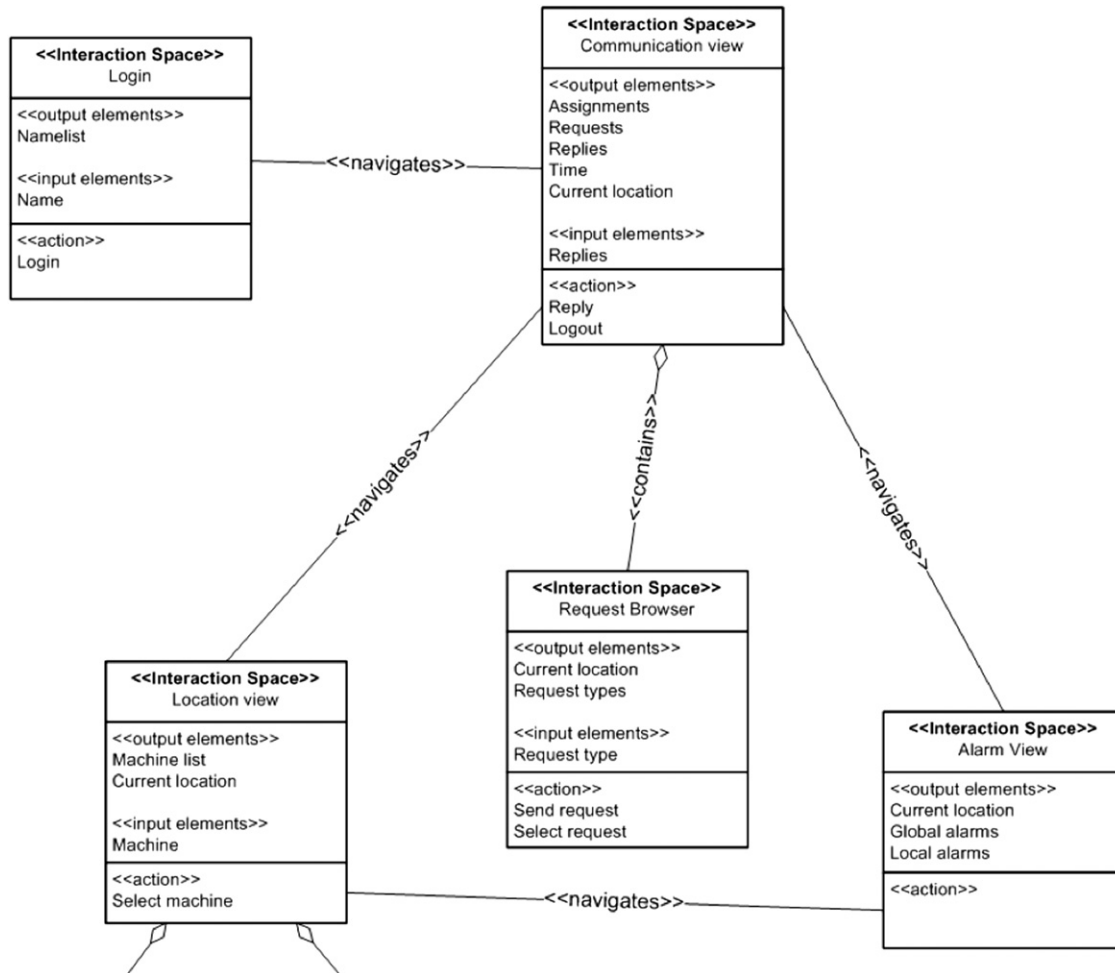 <<Interaction Space>>
Login
<<output elements>>
Namelist
<<input elements>>
Name
<<action>>
Login
<<navigates>>
<<Interaction Space>>
Communication view
<<output elements>>
Assignments
Requests
Replies
Time
Current location
<<input elements>>
Replies
<<action>>
Reply
Logout
<<navigates>>
<<contains>>
<<navigates>>
<<Interaction Space>>
Location view
<<output elements>>
Machine list
Current location
<<input elements>>
Machine
<<action>>
Select machine
<<Interaction Space>>
Request Browser
<<output elements>>
Current location
Request types
<<input elements>>
Request type
<<action>>
Send request
Select request
<<navigates>>
<<Interaction Space>>
Alarm View
<<output elements>>
Current location
Global alarms
Local alarms
<<action>>